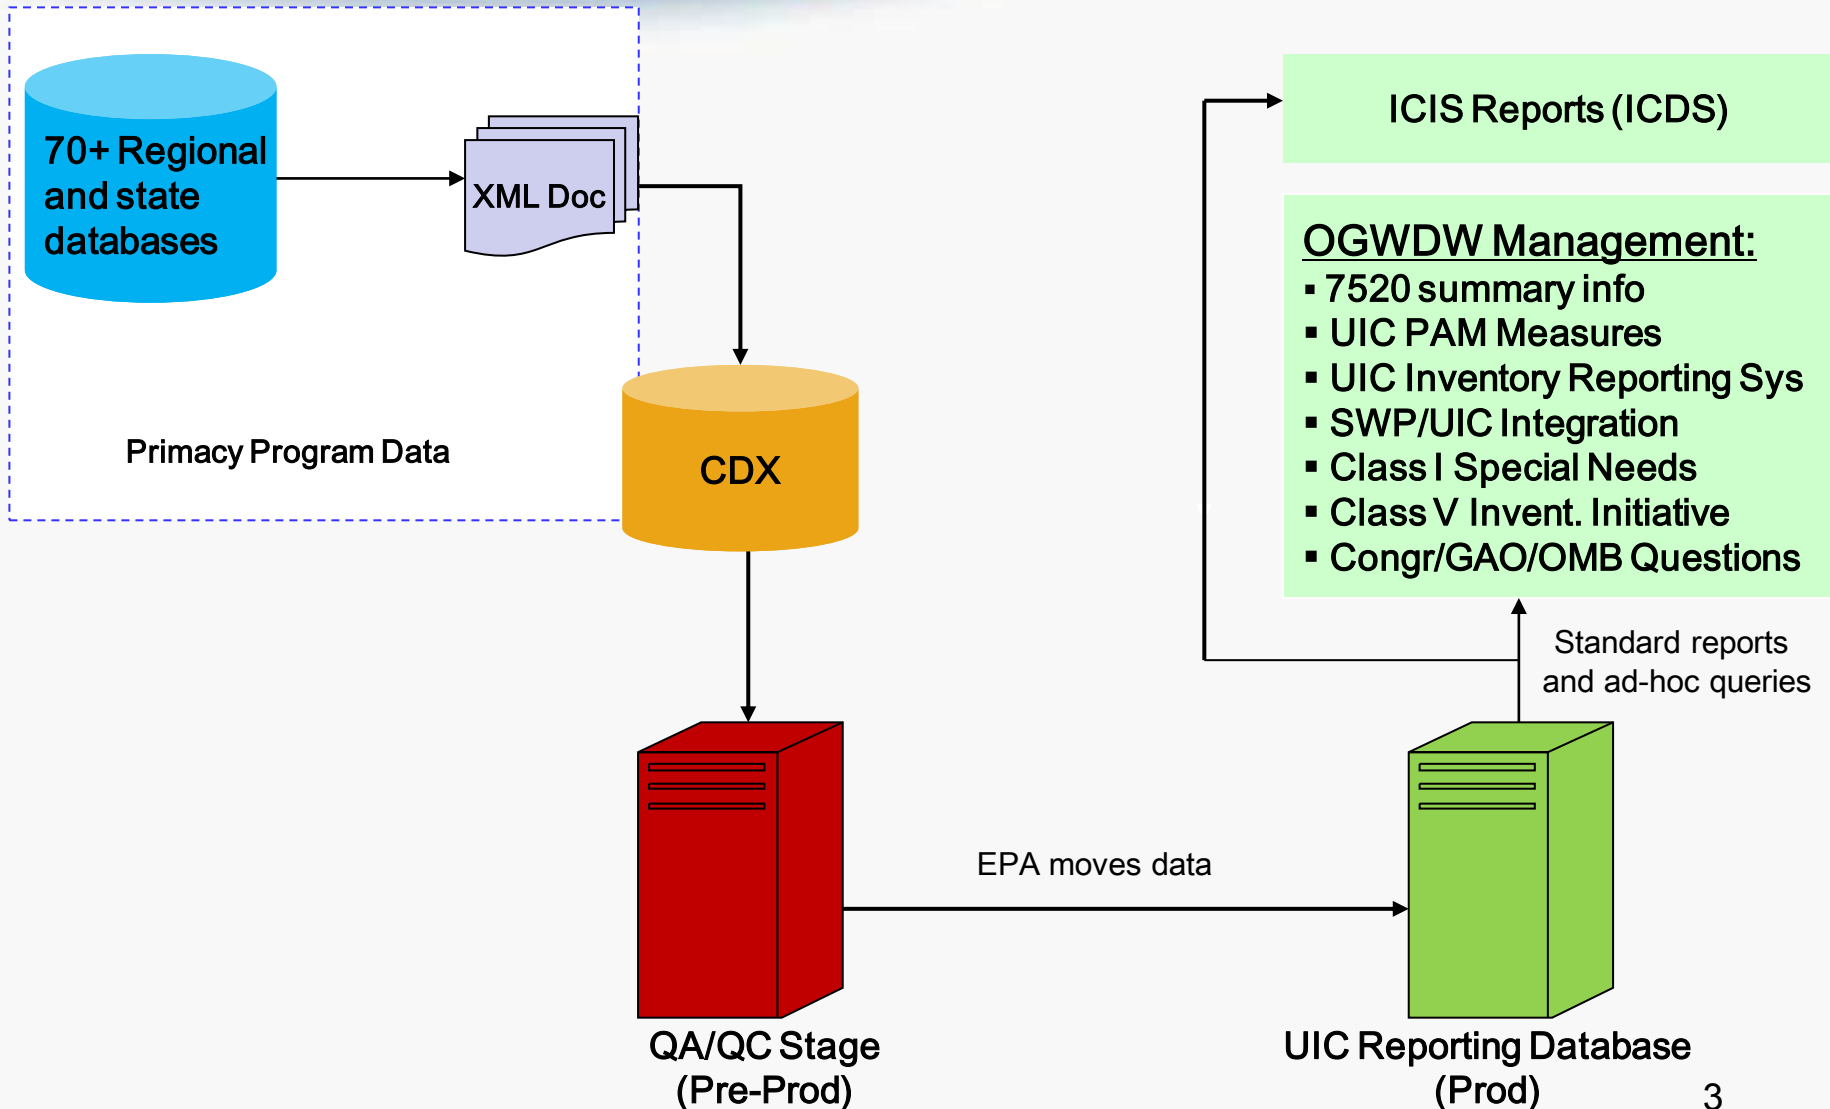 70+ Regional
and state
databases
XML Doc
Primacy Program Data
CDX
QA/QC Stage
(Pre-Prod)
EPA moves data
UIC Reporting Database
(Prod)
Standard reports
and ad-hoc queries
ICIS Reports (ICDS)
OGWDW Management:
▪ 7520 summary info
▪ UIC PAM Measures
▪ UIC Inventory Reporting Sys
▪ SWP/UIC Integration
▪ Class I Special Needs
▪ Class V Invent. Initiative
▪ Congr/GAO/OMB Questions
3